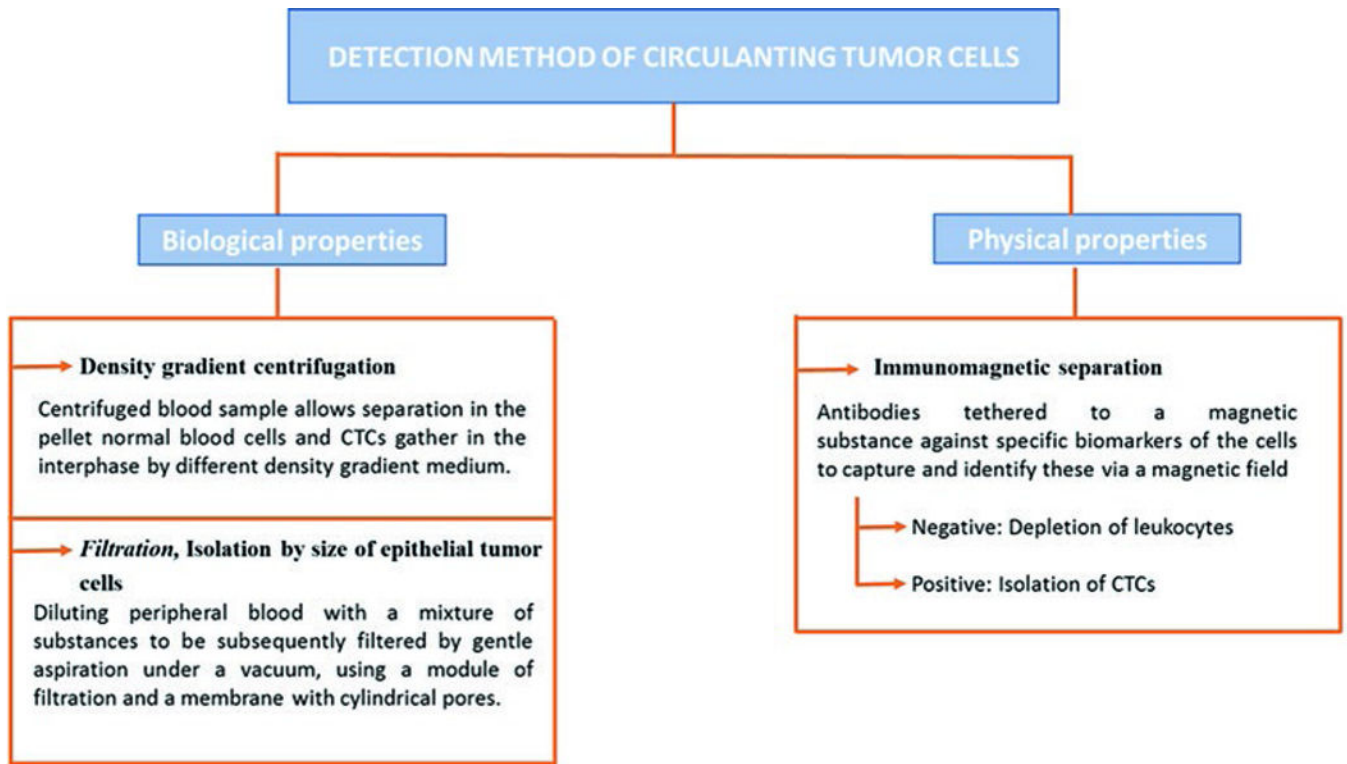 DETECTION METHOD OF CIRCULANTING TUMOR CELLS
Biological properties
Density gradient centrifugation
Centrifuged blood sample allows separation in the
pellet normal blood cells and CTCs gather in the
interphase by different density gradient medium.
Filtration, Isolation by size of epithelial tumor
cells
Diluting peripheral blood with a mixture of
substances to be subsequently filtered by gentle
aspiration under a vacuum, using a module of
filtration and a membrane with cylindrical pores.
Physical properties
Immunomagnetic separation
Antibodies tethered to a magnetic
substance against specific biomarkers of the cells
to capture and identify these via a magnetic field
Negative: Depletion of leukocytes
Positive: Isolation of CTCs